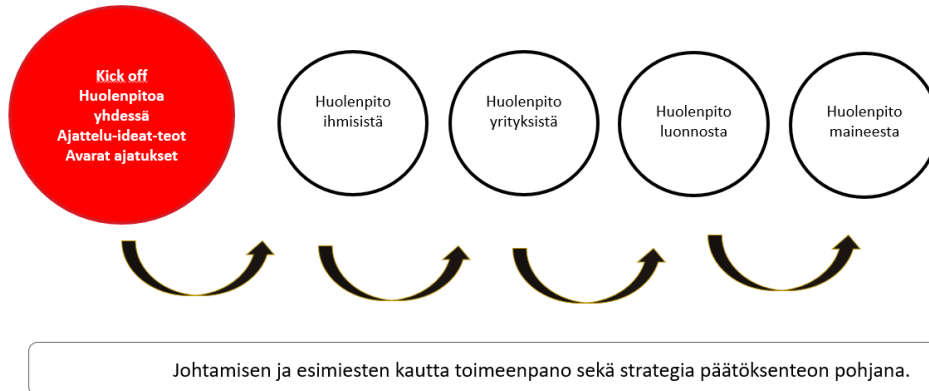 Kick off
Huolenpitoa
yhdessä
Ajattelu-ideat-teot
Avarat ajatukset
Huolenpito
ihmisistä
Huolenpito
yrityksistä
Huolenpito
luonnosta
Huolenpito
maineesta
Johtamisen ja esimiesten kautta toimeenpano sekä strategia päätöksenteon pohjana.